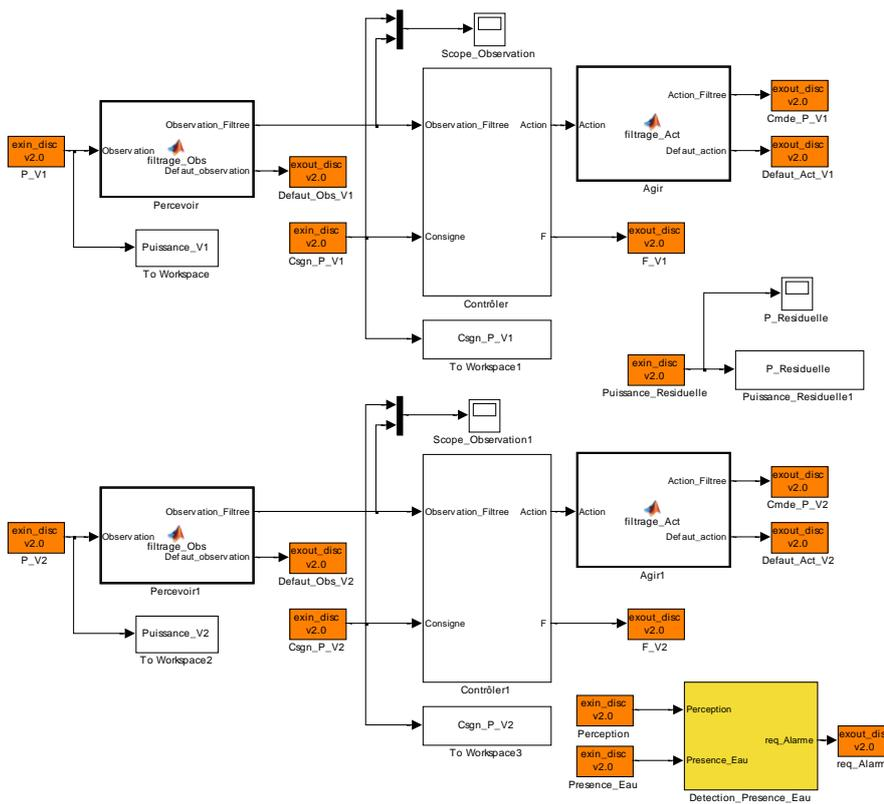 Scope_Observation
exin_disc
v2.0
P_V1
Observation
Observation_Filtree
filtrage_Obs
Defaut_observation
Percevoir
exout_disc
v2.0
Defaut_Obs_V1
Puissance_V1
To Workspace
exin_disc
v2.0
Csgn_P_V1
Observation_Filtree
Action
Consigne
F
Contrôler
Action
Action_Filtree
filtrage_Act
Defaut_action
Agir
exout_disc
v2.0
Cmde_P_V1
exout_disc
v2.0
Defaut_Act_V1
exout_disc
v2.0
F_V1
Csgn_P_V1
To Workspace1
P_Residuelle
exin_disc
v2.0
Puissance_Residuelle
P_Residuelle
Puissance_Residuelle1
Scope_Observation1
exin_disc
v2.0
P_V2
Observation
Observation_Filtree
filtrage_Obs
Defaut_observation
Percevoir1
exout_disc
v2.0
Defaut_Obs_V2
Puissance_V2
To Workspace2
exin_disc
v2.0
Csgn_P_V2
Observation_Filtree
Action
Consigne
F
Contrôler1
Action
Action_Filtree
filtrage_Act
Defaut_action
Agir1
exout_disc
v2.0
Cmde_P_V2
exout_disc
v2.0
Defaut_Act_V2
exout_disc
v2.0
F_V2
Csgn_P_V2
To Workspace3
exin_disc
v2.0
Perception
exin_disc
v2.0
Presence_Eau
Perception
Presence_Eau
req_Alarme
Detection_Presence_Eau
exout_dis
v2.0
req_Alarm